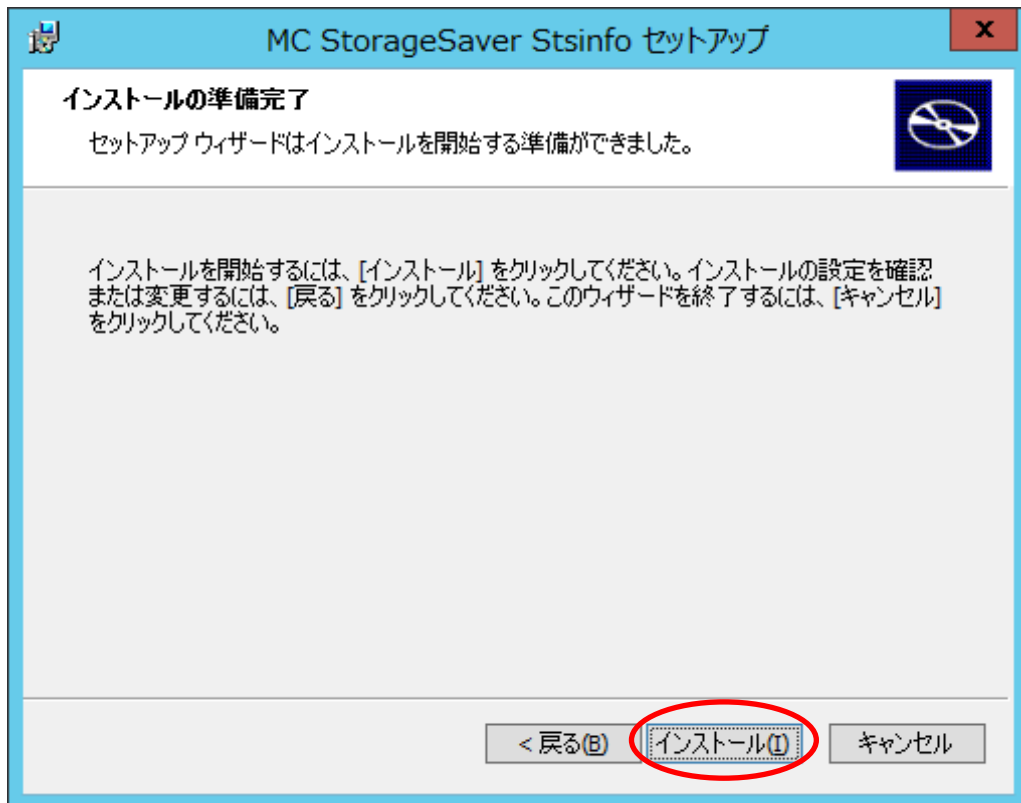 MC StorageSaver Stsinfo セットアップ
x
インストールの準備完了
セットアップ ウィザードはインストールを開始する準備ができました。
インストールを開始するには、[インストール] をクリックしてください。インストールの設定を確認
または変更するには、[戻る] をクリックしてください。このウィザードを終了するには、[キャンセル]
をクリックしてください。
< 戻る(B) インストール(I) キャンセル